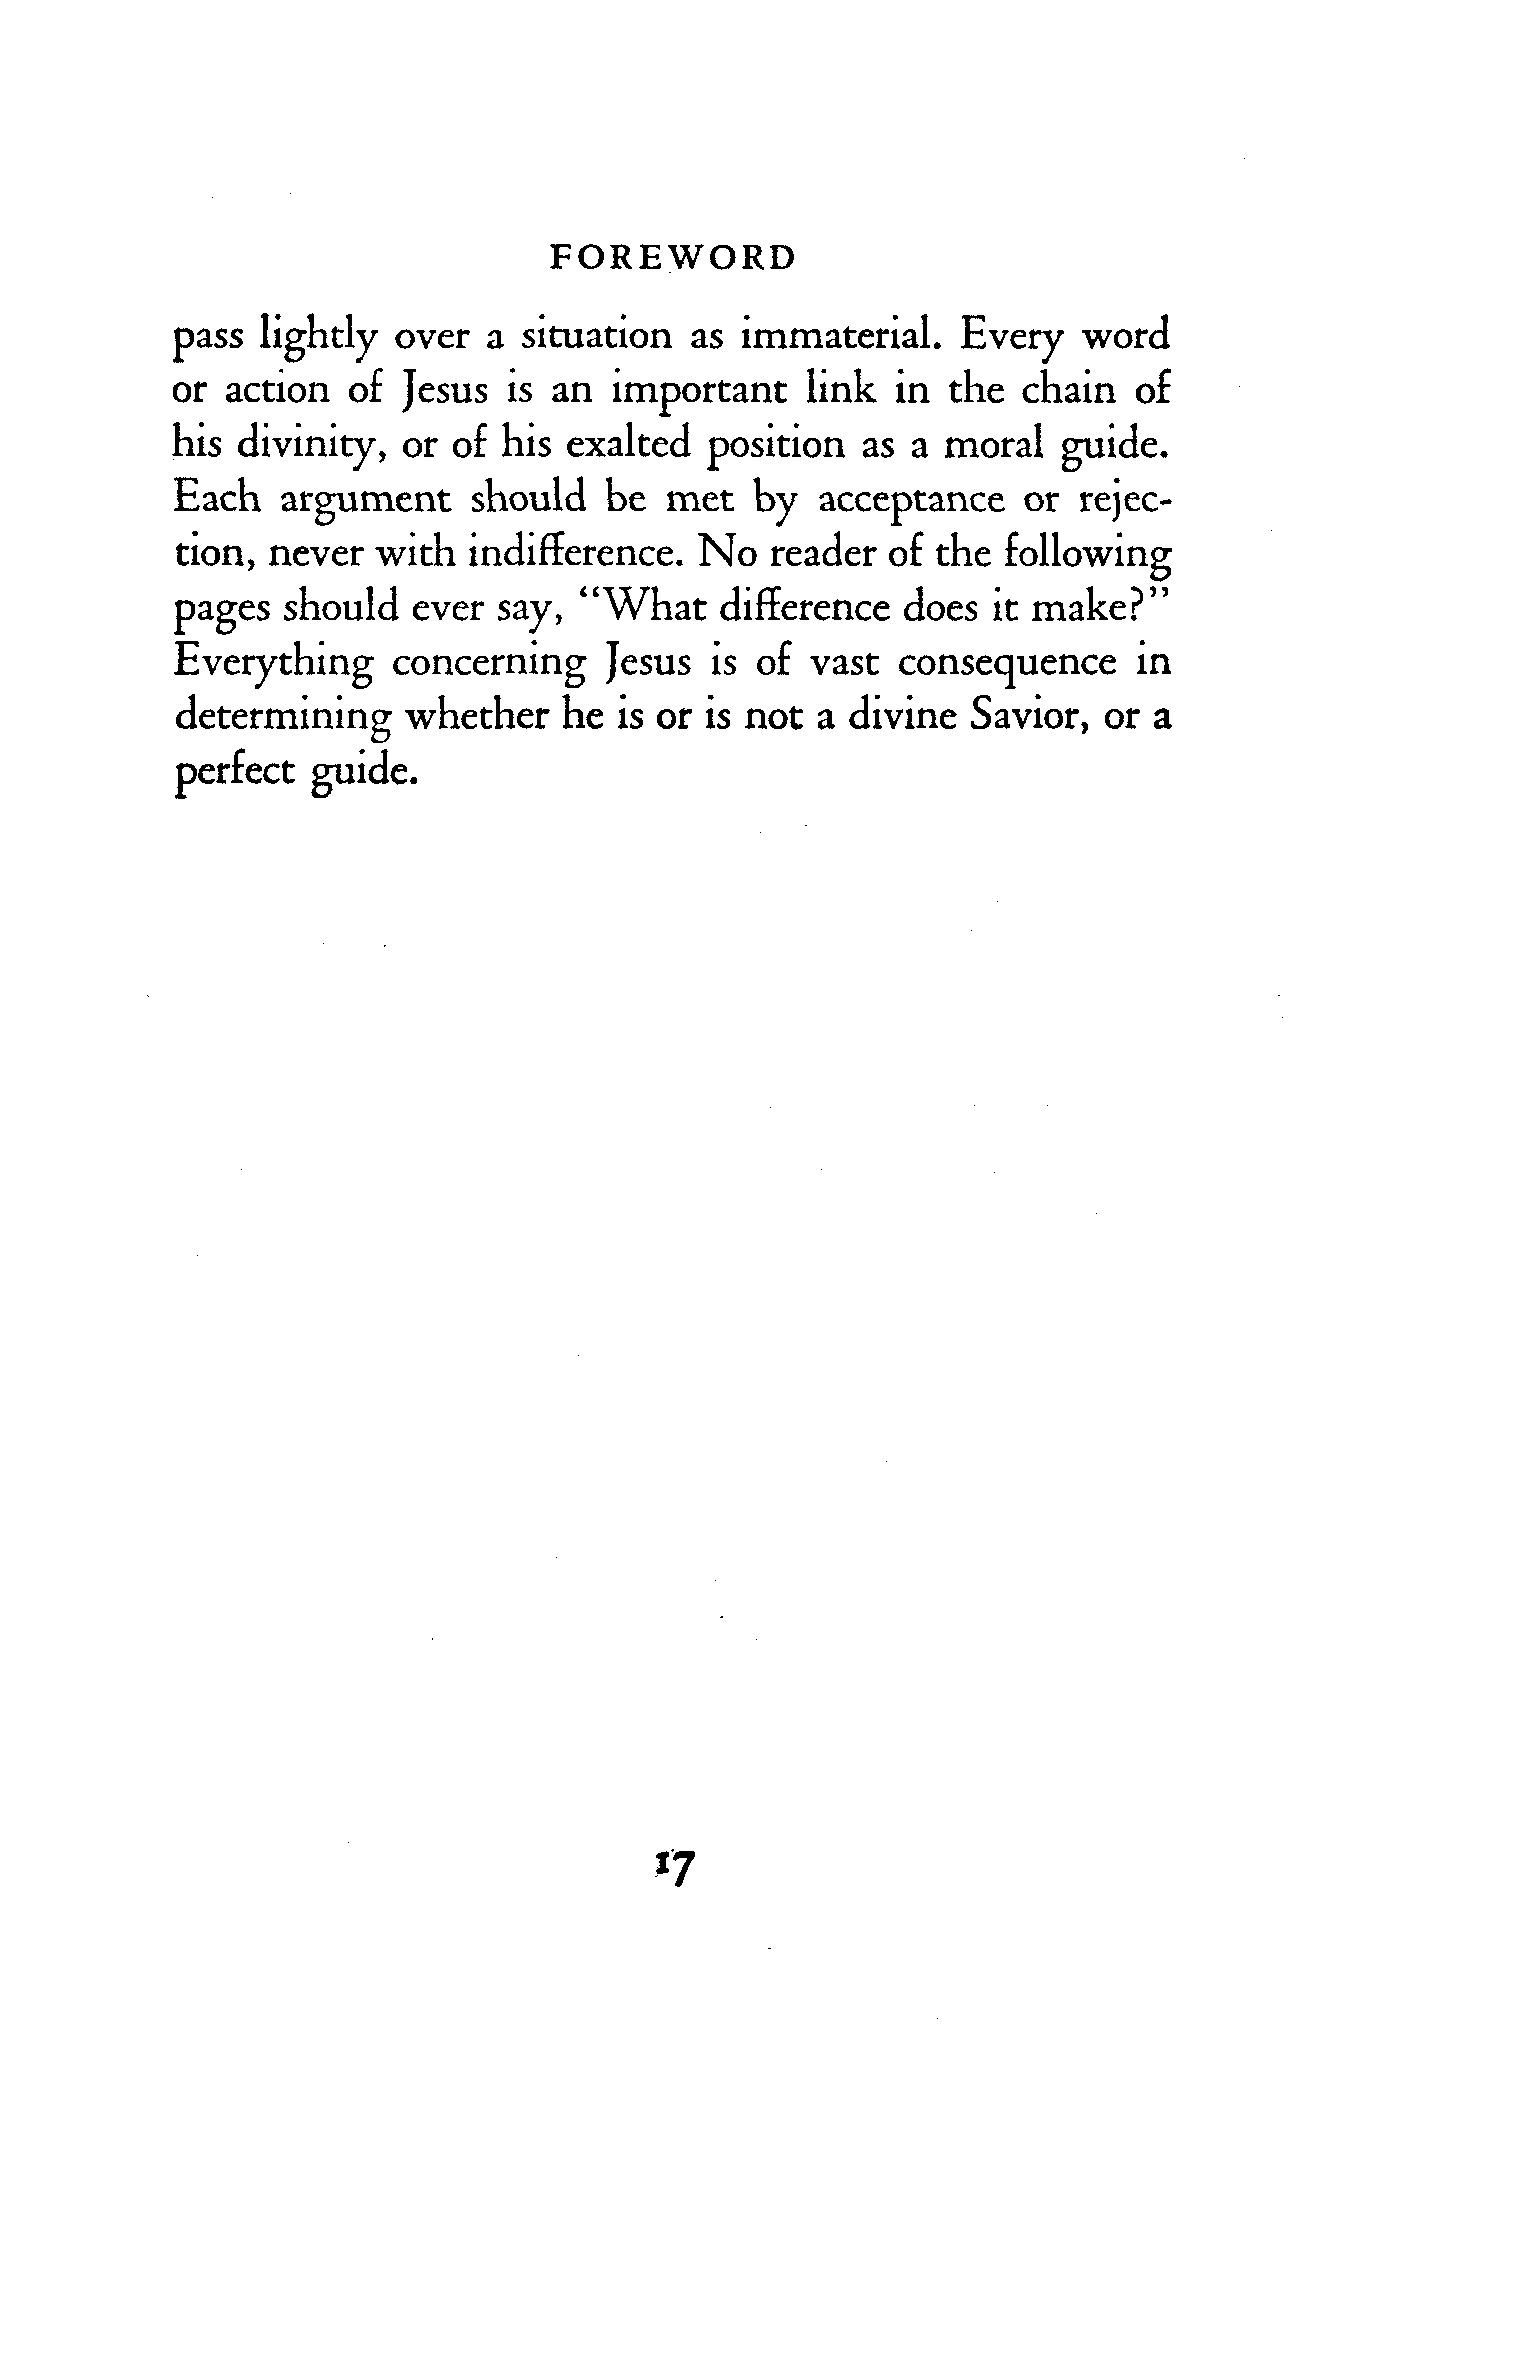 FOREWORD
pass lightly over a situation as immaterial. Every word
or action of Jesus is an important link in the chain of
his divinity, or of his exalted position as a moral guide.
Each argument should be met by acceptance or rejec-
tion, never with indifference. No reader of the following
pages should ever say, “What difference does it make?”
Everything concerning Jesus is of vast consequence in
determining whether he is or is not a divine Savior, or a
perfect guide.
17